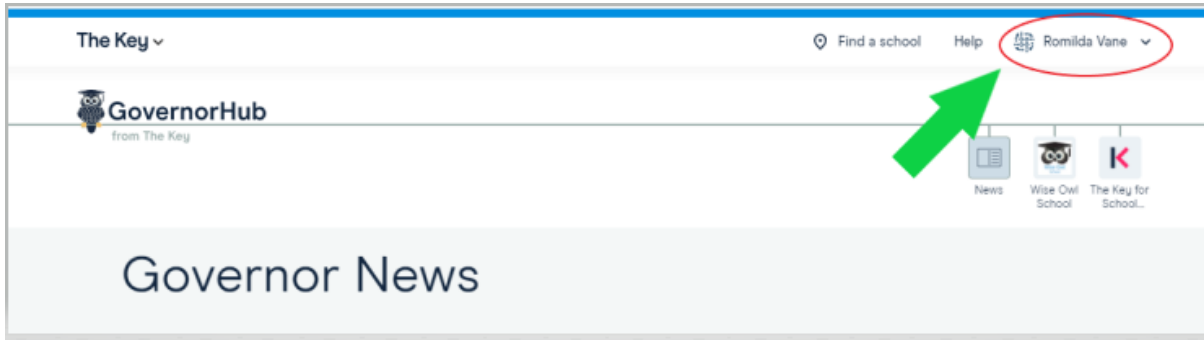 The Key
Find a school
Help
Romilda Vane
GovernorHub
from The Key
News
Wise Owl
School
The Key for
School...
Governor News